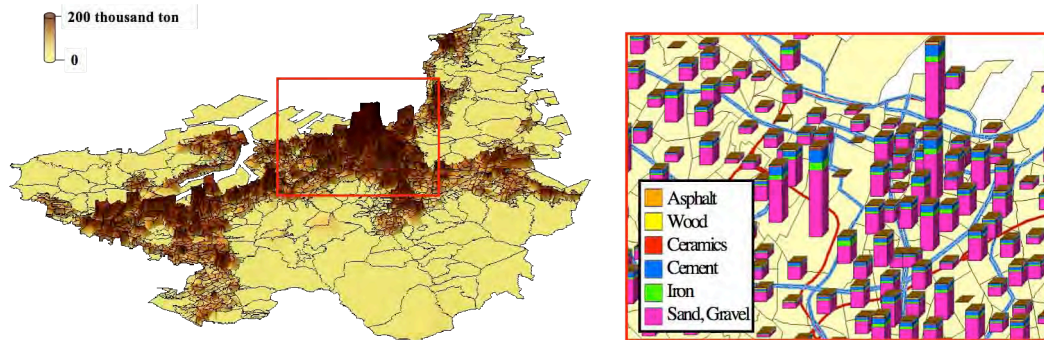 200 thousand ton
0
Asphalt
Wood
Ceramics
Cement
Iron
Sand, Gravel